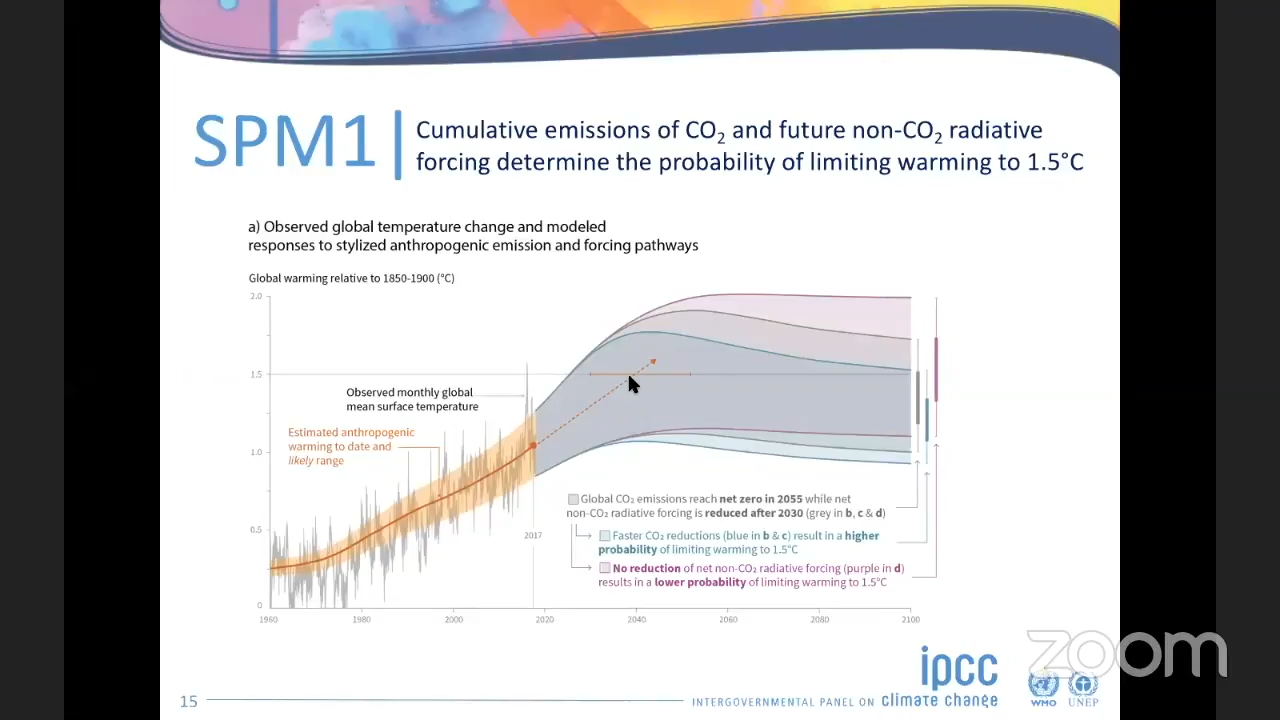 SPM1
Cumulative emissions of CO₂ and future non-CO₂ radiative
forcing determine the probability of limiting warming to 1.5°C
a) Observed global temperature change and modeled
responses to stylized anthropogenic emission and forcing pathways
Global warming relative to 1850-1900 (°C)
2.0
1.5
1.0
0.5
0
Observed monthly global
mean surface temperature
Estimated anthropogenic
warming to date and
likely range
2017
Global CO₂ emissions reach net zero in 2055 while net
non-CO₂ radiative forcing is reduced after 2030 (grey in b, c & d)
Faster CO₂ reductions (blue in b & c) result in a higher
probability of limiting warming to 1.5°C
No reduction of net non-CO₂ radiative forcing (purple in d)
results in a lower probability of limiting warming to 1.5°C
1960 1980 2000 2020 2040 2060 2080 2100
zoom
15
INTERGOVERNMENTAL PANEL ON climate change
ipcc
WMO UNEP